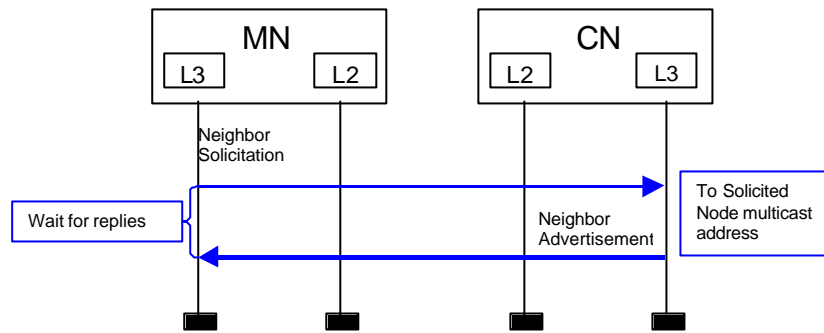 MN
CN
L3
L2
L2
L3
Neighbor
Solicitation
Wait for replies
To Solicited
Node multicast
address
Neighbor
Advertisement